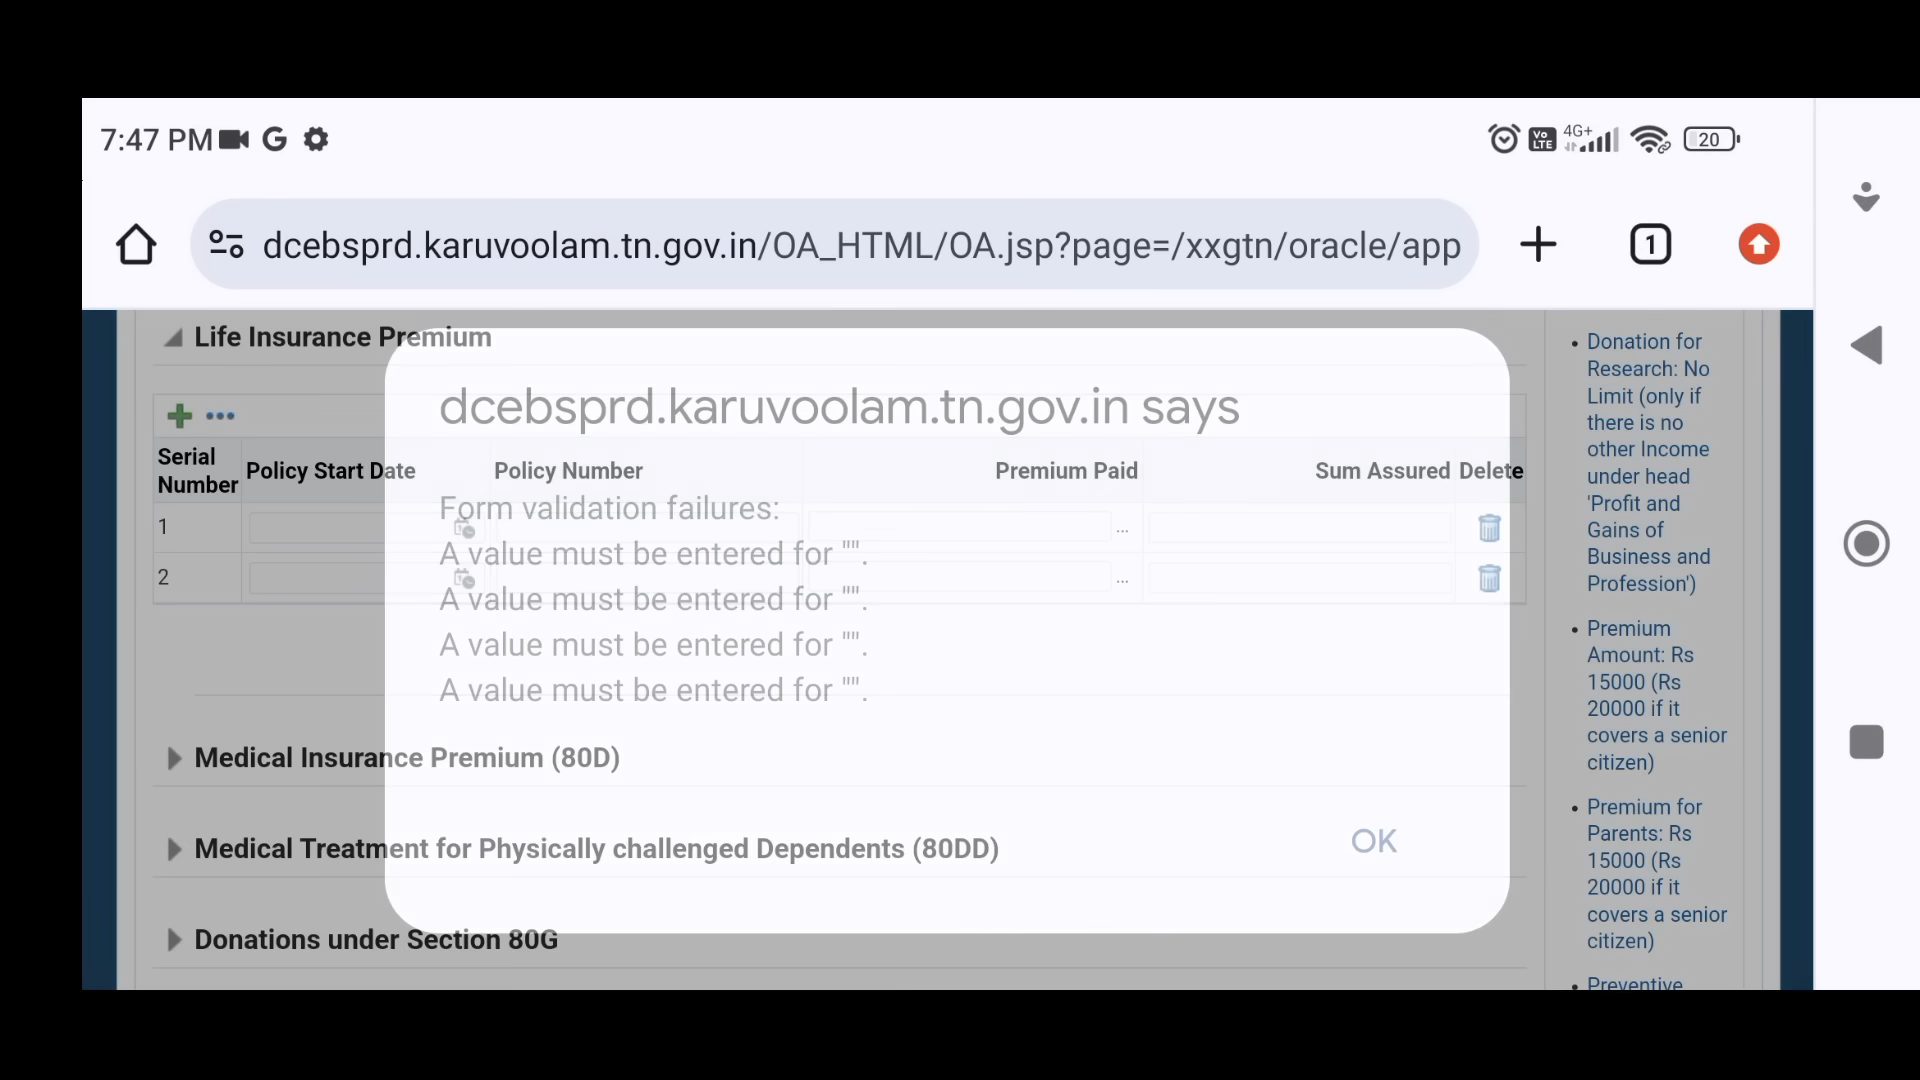 7:47 PM
Vo LTE 4G+ 20
dcebsprd.karuvoolam.tn.gov.in/OA_HTML/OA.jsp?page=/xxgtn/oracle/app
1
Life Insurance Premium
dcebsprd.karuvoolam.tn.gov.in says
Serial Number
Policy Start Date
Policy Number
Premium Paid
Sum Assured
Delete
Form validation failures:
1
...
A value must be entered for "".
2
...
A value must be entered for "".
A value must be entered for "".
A value must be entered for "".
Medical Insurance Premium (80D)
Medical Treatment for Physically challenged Dependents (80DD)
OK
Donations under Section 80G
• Donation for
Research: No
Limit (only if
there is no
other Income
under head
'Profit and
Gains of
Business and
Profession')
• Premium
Amount: Rs
15000 (Rs
20000 if it
covers a senior
citizen)
• Premium for
Parents: Rs
15000 (Rs
20000 if it
covers a senior
citizen)
• Preventive